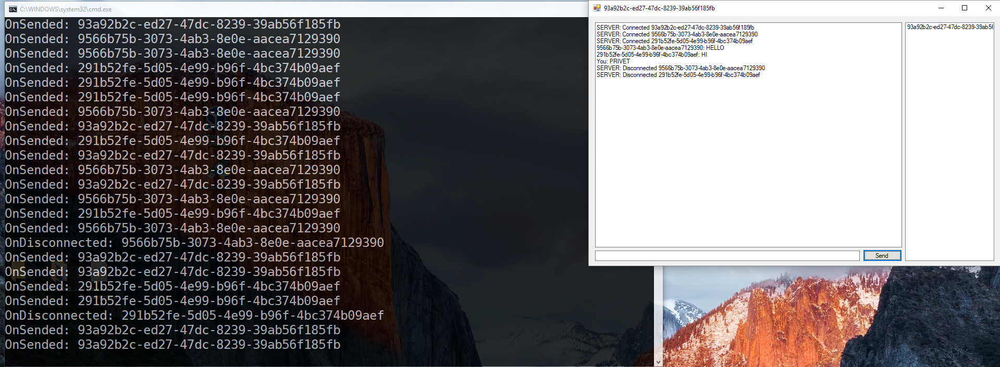 C:\WINDOWS\system32\cmd.exe
OnSended: 93a92b2c-ed27-47dc-8239-39ab56f185fb
OnSended: 9566b75b-3073-4ab3-8e0e-aacea7129390
OnSended: 9566b75b-3073-4ab3-8e0e-aacea7129390
OnSended: 291b52fe-5d05-4e99-b96f-4bc374b09aef
OnSended: 291b52fe-5d05-4e99-b96f-4bc374b09aef
OnSended: 291b52fe-5d05-4e99-b96f-4bc374b09aef
OnSended: 9566b75b-3073-4ab3-8e0e-aacea7129390
OnSended: 93a92b2c-ed27-47dc-8239-39ab56f185fb
OnSended: 291b52fe-5d05-4e99-b96f-4bc374b09aef
OnSended: 93a92b2c-ed27-47dc-8239-39ab56f185fb
OnSended: 9566b75b-3073-4ab3-8e0e-aacea7129390
OnSended: 93a92b2c-ed27-47dc-8239-39ab56f185fb
OnSended: 9566b75b-3073-4ab3-8e0e-aacea7129390
OnSended: 291b52fe-5d05-4e99-b96f-4bc374b09aef
OnSended: 9566b75b-3073-4ab3-8e0e-aacea7129390
OnDisconnected: 9566b75b-3073-4ab3-8e0e-aacea7129390
OnSended: 93a92b2c-ed27-47dc-8239-39ab56f185fb
OnSended: 93a92b2c-ed27-47dc-8239-39ab56f185fb
OnSended: 291b52fe-5d05-4e99-b96f-4bc374b09aef
OnSended: 291b52fe-5d05-4e99-b96f-4bc374b09aef
OnDisconnected: 291b52fe-5d05-4e99-b96f-4bc374b09aef
OnSended: 93a92b2c-ed27-47dc-8239-39ab56f185fb
OnSended: 93a92b2c-ed27-47dc-8239-39ab56f185fb
93a92b2c-ed27-47dc-8239-39ab56f185fb
SERVER: Connected 93a92b2c-ed27-47dc-8239-39ab56f185fb
SERVER: Connected 9566b75b-3073-4ab3-8e0e-aacea7129390
SERVER: Connected 291b52fe-5d05-4e99-b96f-4bc374b09aef
9566b75b-3073-4ab3-8e0e-aacea7129390: HELLO
291b52fe-5d05-4e99-b96f-4bc374b09aef: HI
You: PRIVET
SERVER: Disconnected 9566b75b-3073-4ab3-8e0e-aacea7129390
SERVER: Disconnected 291b52fe-5d05-4e99-b96f-4bc374b09aef
93a92b2c-ed27-47dc-8239-39ab56
Send